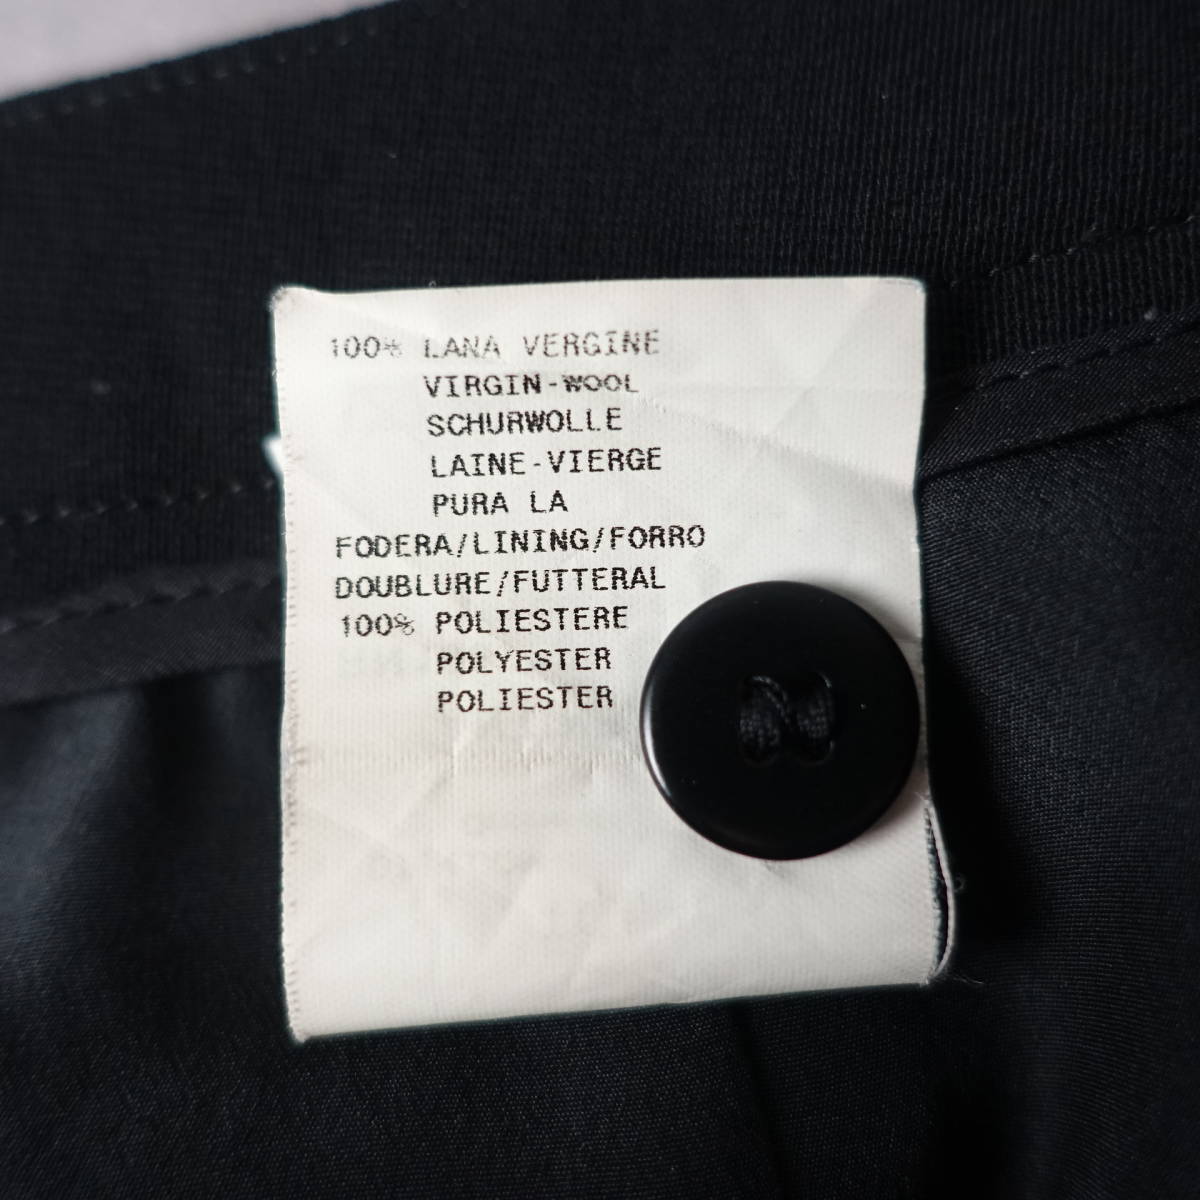 100% LANA VERGINE
VIRGIN-WOOL
SCHURWOLLE
LAINE-VIERGE
PURA LA
FODERA/LINING/FORRO
DOUBLURE/FUTTERAL
100% POLIESTERE
POLYESTER
POLIESTER